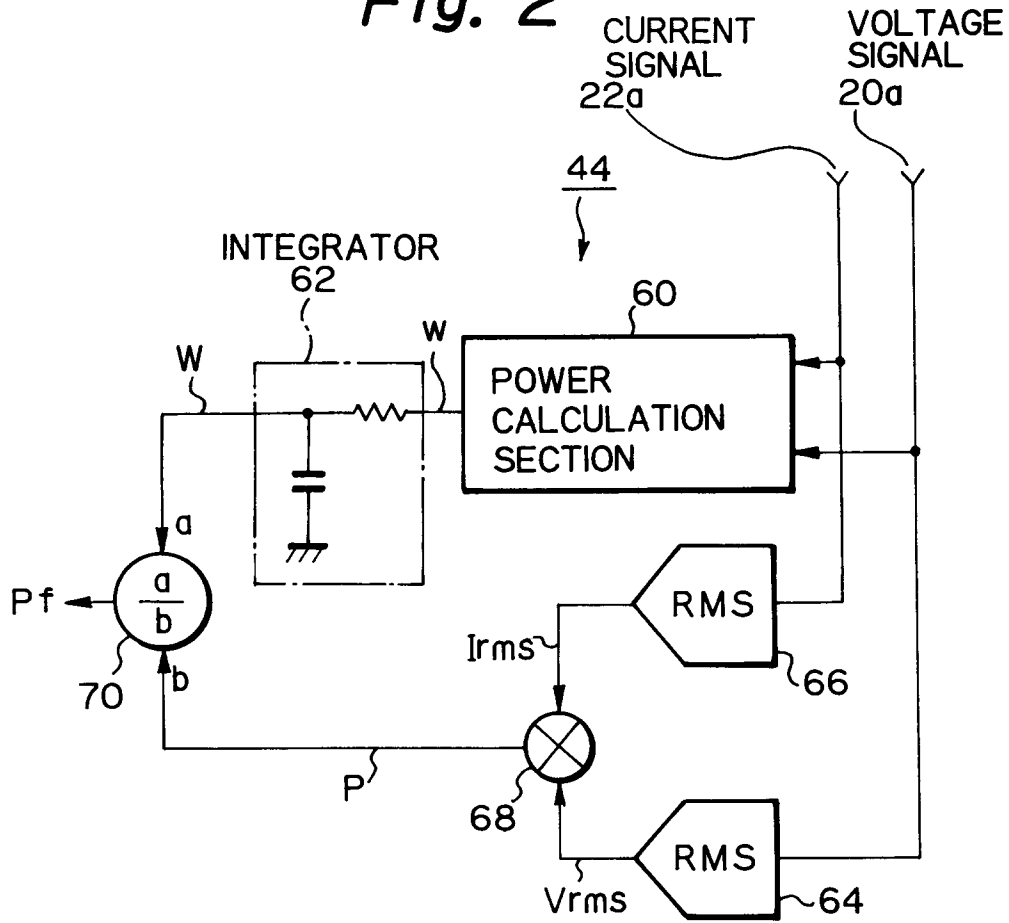 Fig. 2
CURRENT
SIGNAL
22a
VOLTAGE
SIGNAL
20a
44
INTEGRATOR
62
60
W
w
POWER
CALCULATION
SECTION
a
a
b
Pf
70
b
RMS
Irms
66
P
68
RMS
Vrms
64